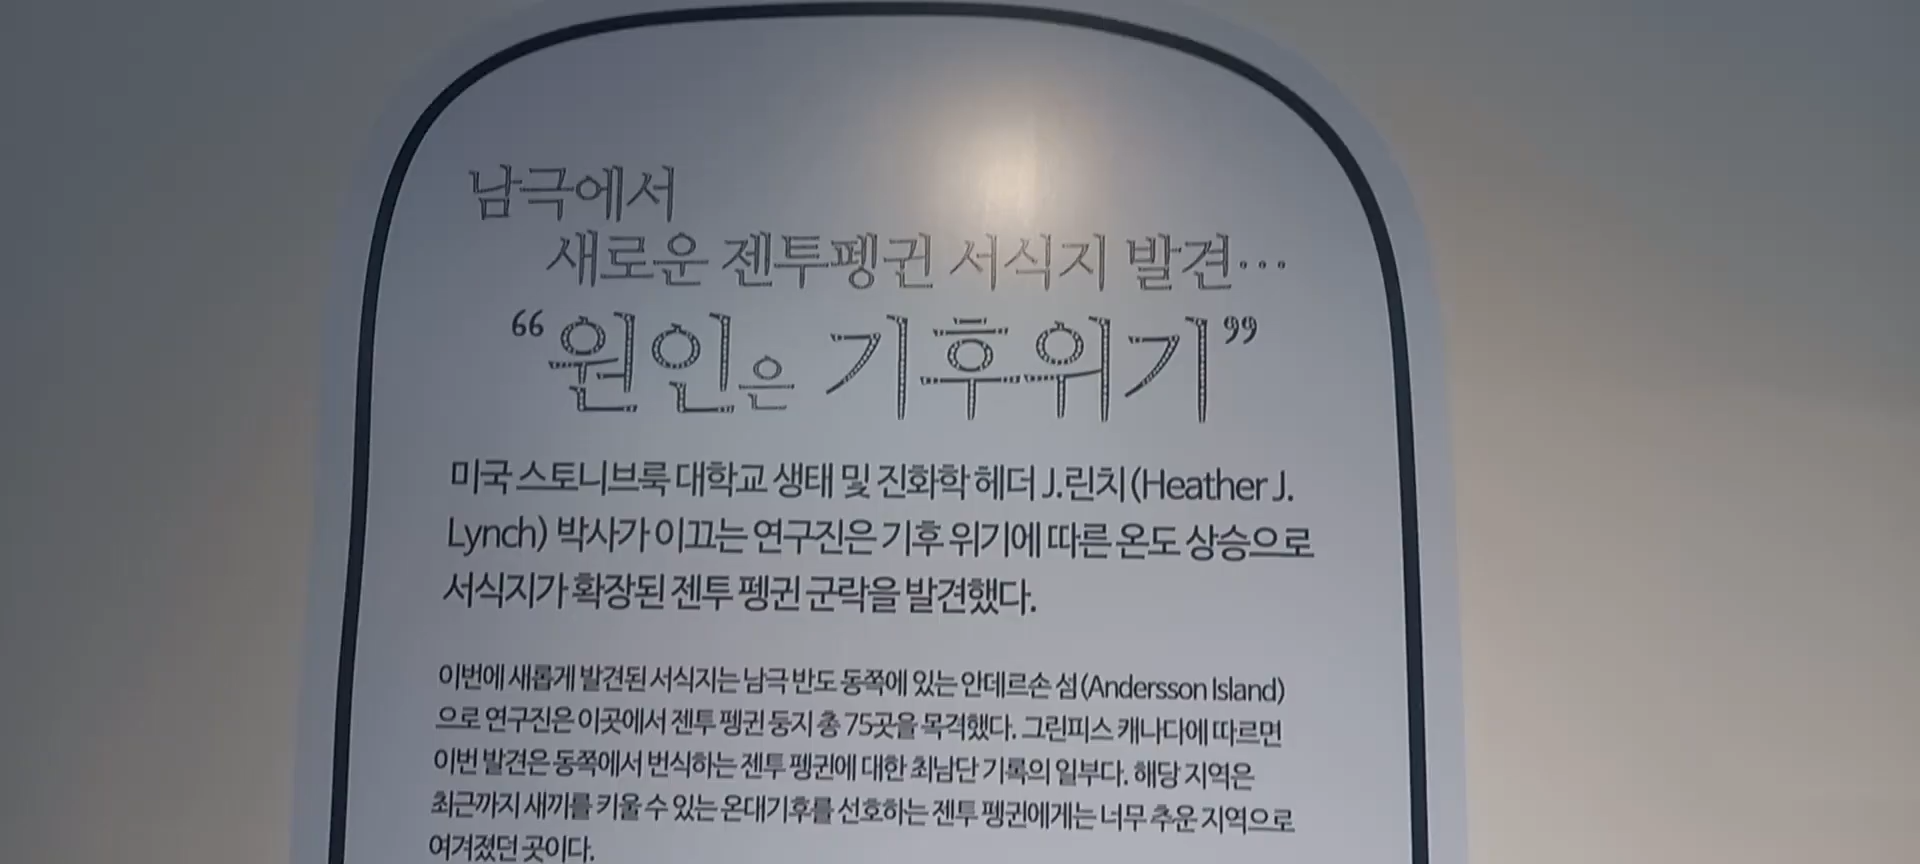 남극에서
새로운 젠투펭귄 서식지 발견…
“원인은 기후위기”
미국 스토니브룩 대학교 생태 및 진화학 헤더 J.린치(Heather J.
Lynch) 박사가 이끄는 연구진은 기후 위기에 따른 온도 상승으로
서식지가 확장된 젠투 펭귄 군락을 발견했다.
이번에 새롭게 발견된 서식지는 남극 반도 동쪽에 있는 안데르손 섬(Andersson Island)
으로 연구진은 이곳에서 젠투 펭귄 둥지 총 75곳을 목격했다. 그린피스 캐나다에 따르면
이번 발견은 동쪽에서 번식하는 젠투 펭귄에 대한 최남단 기록의 일부다. 해당 지역은
최근까지 새끼를 키울 수 있는 온대기후를 선호하는 젠투 펭귄에게는 너무 추운 지역으로
여겨졌던 곳이다.